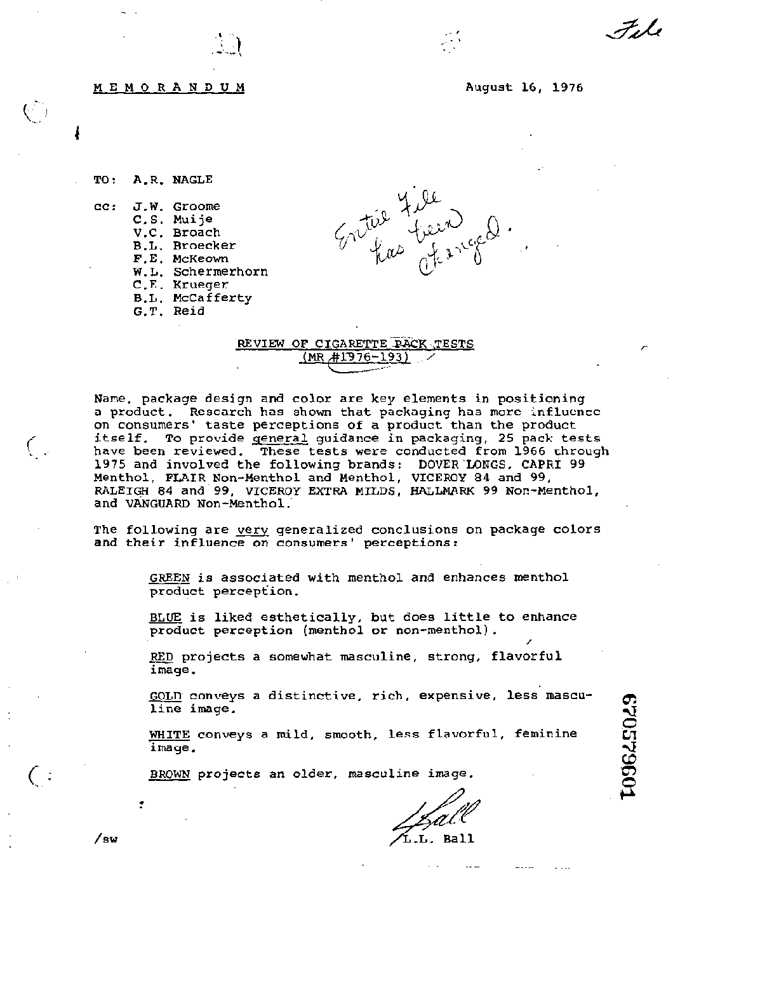 File
M E M O R A N D U M August 16, 1976
TO: A.R. NAGLE
cc: J.W. Groome
C.S. Muije
V.C. Broach
B.L. Broecker
F.E. McKeown
W.L. Schermerhorn
C.E. Krueger
B.L. McCafferty
G.T. Reid
Entire File
has been
changed.
REVIEW OF CIGARETTE PACK TESTS
(MR #1976-193)
Name, package design and color are key elements in positioning
a product. Research has shown that packaging has more influence
on consumers' taste perceptions of a product than the product
itself. To provide general guidance in packaging, 25 pack tests
have been reviewed. These tests were conducted from 1966 through
1975 and involved the following brands: DOVER LONGS, CAPRI 99
Menthol, FLAIR Non-Menthol and Menthol, VICEROY 84 and 99,
RALEIGH 84 and 99, VICEROY EXTRA MILDS, HALLMARK 99 Non-Menthol,
and VANGUARD Non-Menthol.
The following are very generalized conclusions on package colors
and their influence on consumers' perceptions:
GREEN is associated with menthol and enhances menthol
product perception.
BLUE is liked esthetically, but does little to enhance
product perception (menthol or non-menthol).
RED projects a somewhat masculine, strong, flavorful
image.
GOLD conveys a distinctive, rich, expensive, less mascu-
line image.
WHITE conveys a mild, smooth, less flavorful, feminine
image.
BROWN projects an older, masculine image.
LBall
/sw L.L. Ball
670579601